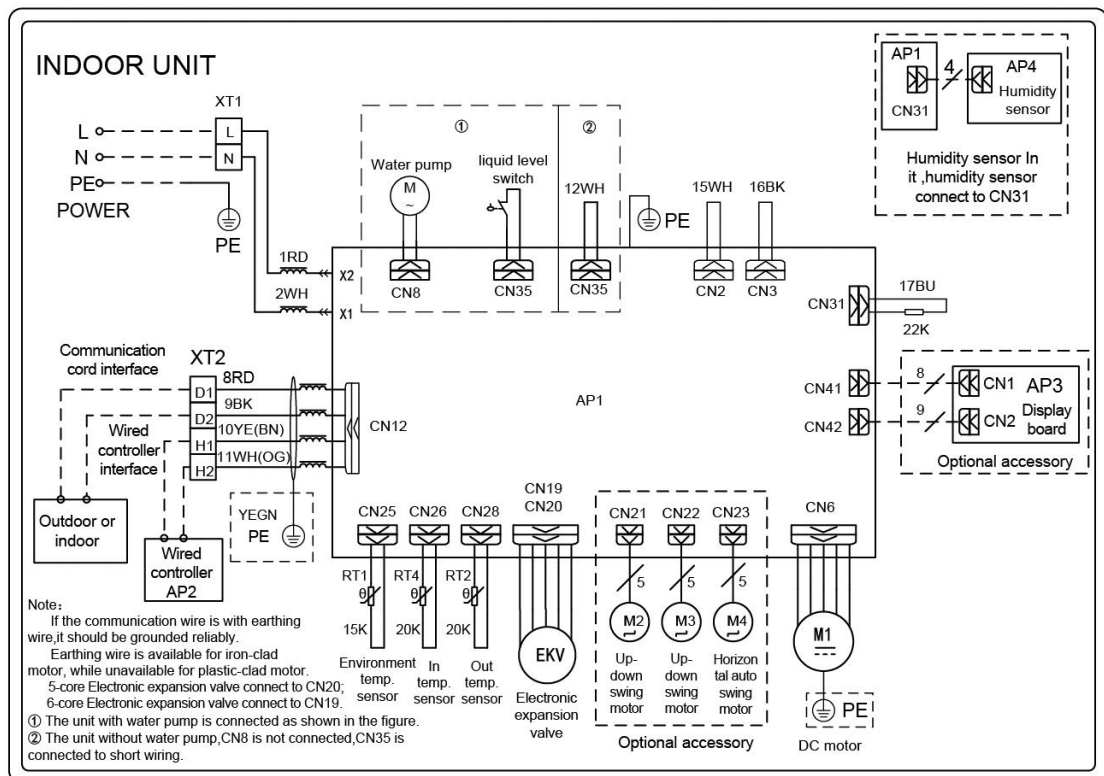 INDOOR UNIT
XT1
L
L
N
N
PE
POWER
PE
①
②
Water pump
M
~
liquid level
switch
12WH
15WH
16BK
PE
AP1
CN31
4
AP4
Humidity
sensor
Humidity sensor In
it ,humidity sensor
connect to CN31
1RD
X2
2WH
X1
CN8
CN35
CN35
CN2
CN3
CN31
17BU
22K
Communication
cord interface
XT2
D1
8RD
D2
9BK
H1
10YE(BN)
H2
11WH(OG)
CN12
Wired
controller
interface
AP1
CN41
8
CN1
AP3
CN42
9
CN2
Display
board
Optional accessory
Outdoor or
indoor
Wired
controller
AP2
YEGN
PE
CN25
CN26
CN28
CN19
CN20
CN21
CN22
CN23
CN6
RT1
θ
15K
RT4
θ
20K
RT2
θ
20K
5
5
5
EKV
M2
M3
M4
M1
Environment
temp.
sensor
In
temp.
sensor
Out
temp.
sensor
Electronic
expansion
valve
Up-
down
swing
motor
Up-
down
swing
motor
Horizon
tal auto
swing
motor
Optional accessory
PE
DC motor
Note:
If the communication wire is with earthing
wire,it should be grounded reliably.
Earthing wire is available for iron-clad
motor, while unavailable for plastic-clad motor.
5-core Electronic expansion valve connect to CN20;
6-core Electronic expansion valve connect to CN19.
① The unit with water pump is connected as shown in the figure.
② The unit without water pump,CN8 is not connected,CN35 is
connected to short wiring.